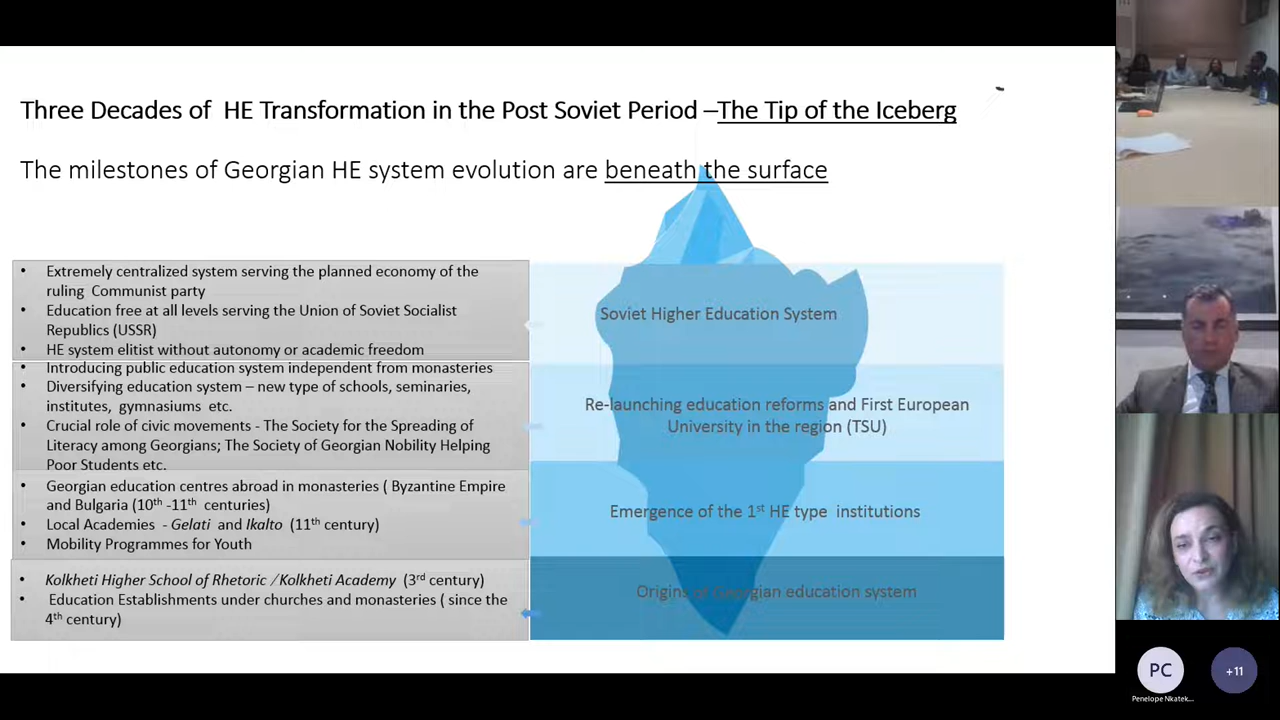 Three Decades of HE Transformation in the Post Soviet Period –The Tip of the Iceberg
The milestones of Georgian HE system evolution are beneath the surface
• Extremely centralized system serving the planned economy of the
ruling Communist party
• Education free at all levels serving the Union of Soviet Socialist
Republics (USSR)
• HE system elitist without autonomy or academic freedom
Soviet Higher Education System
• Introducing public education system independent from monasteries
• Diversifying education system – new type of schools, seminaries,
institutes, gymnasiums etc.
• Crucial role of civic movements - The Society for the Spreading of
Literacy among Georgians; The Society of Georgian Nobility Helping
Poor Students etc.
Re-launching education reforms and First European
University in the region (TSU)
• Georgian education centres abroad in monasteries ( Byzantine Empire
and Bulgaria (10th -11th centuries)
• Local Academies - Gelati and Ikalto (11th century)
• Mobility Programmes for Youth
Emergence of the 1st HE type institutions
• Kolkheti Higher School of Rhetoric /Kolkheti Academy (3rd century)
• Education Establishments under churches and monasteries ( since the
4th century)
Origins of Georgian education system
PC
Penelope Nkatek...
+11